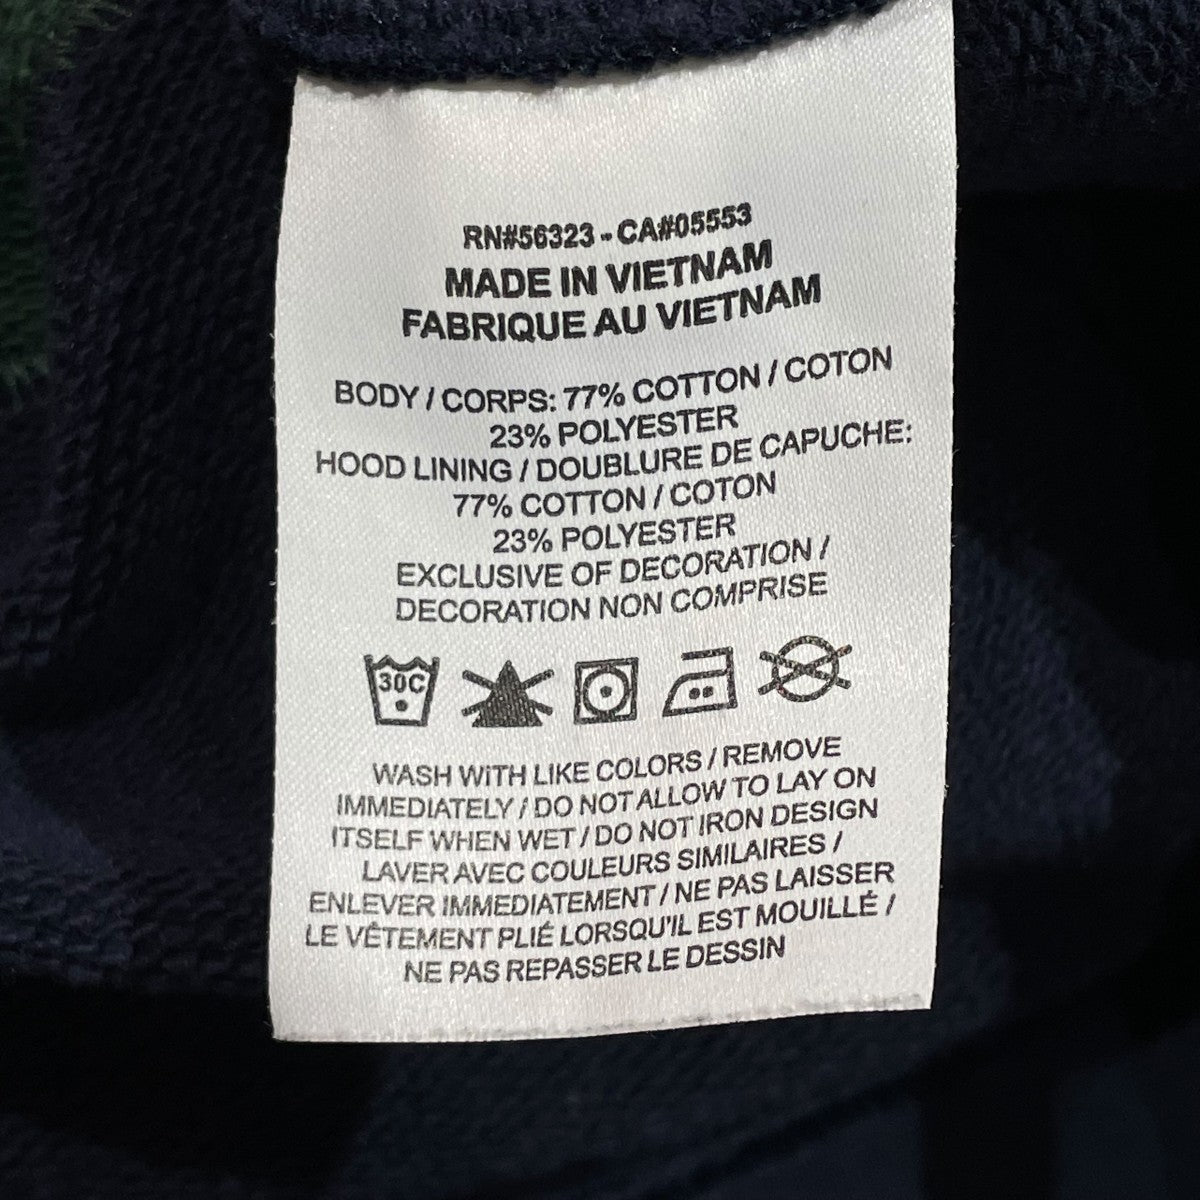 RN#56323 - CA#05553
MADE IN VIETNAM
FABRIQUE AU VIETNAM
BODY / CORPS: 77% COTTON / COTON
23% POLYESTER
HOOD LINING / DOUBLURE DE CAPUCHE:
77% COTTON / COTON
23% POLYESTER
EXCLUSIVE OF DECORATION /
DECORATION NON COMPRISE
30C
WASH WITH LIKE COLORS / REMOVE
IMMEDIATELY / DO NOT ALLOW TO LAY ON
ITSELF WHEN WET / DO NOT IRON DESIGN
LAVER AVEC COULEURS SIMILAIRES /
ENLEVER IMMEDIATEMENT / NE PAS LAISSER
LE VÊTEMENT PLIÉ LORSQU'IL EST MOUILLÉ /
NE PAS REPASSER LE DESSIN